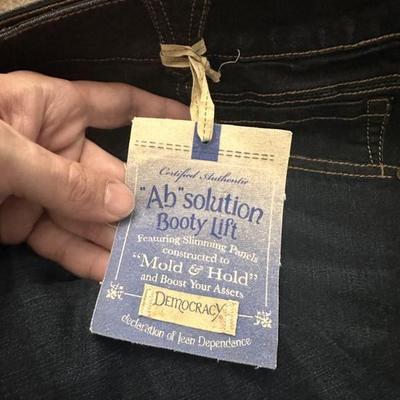 Certified Authentic
"Ab"solution
Booty Lift
Featuring Slimming Panels
constructed to
"Mold & Hold"
and Boost Your Assets
DEMOCRACY
declaration of Jean Dependance